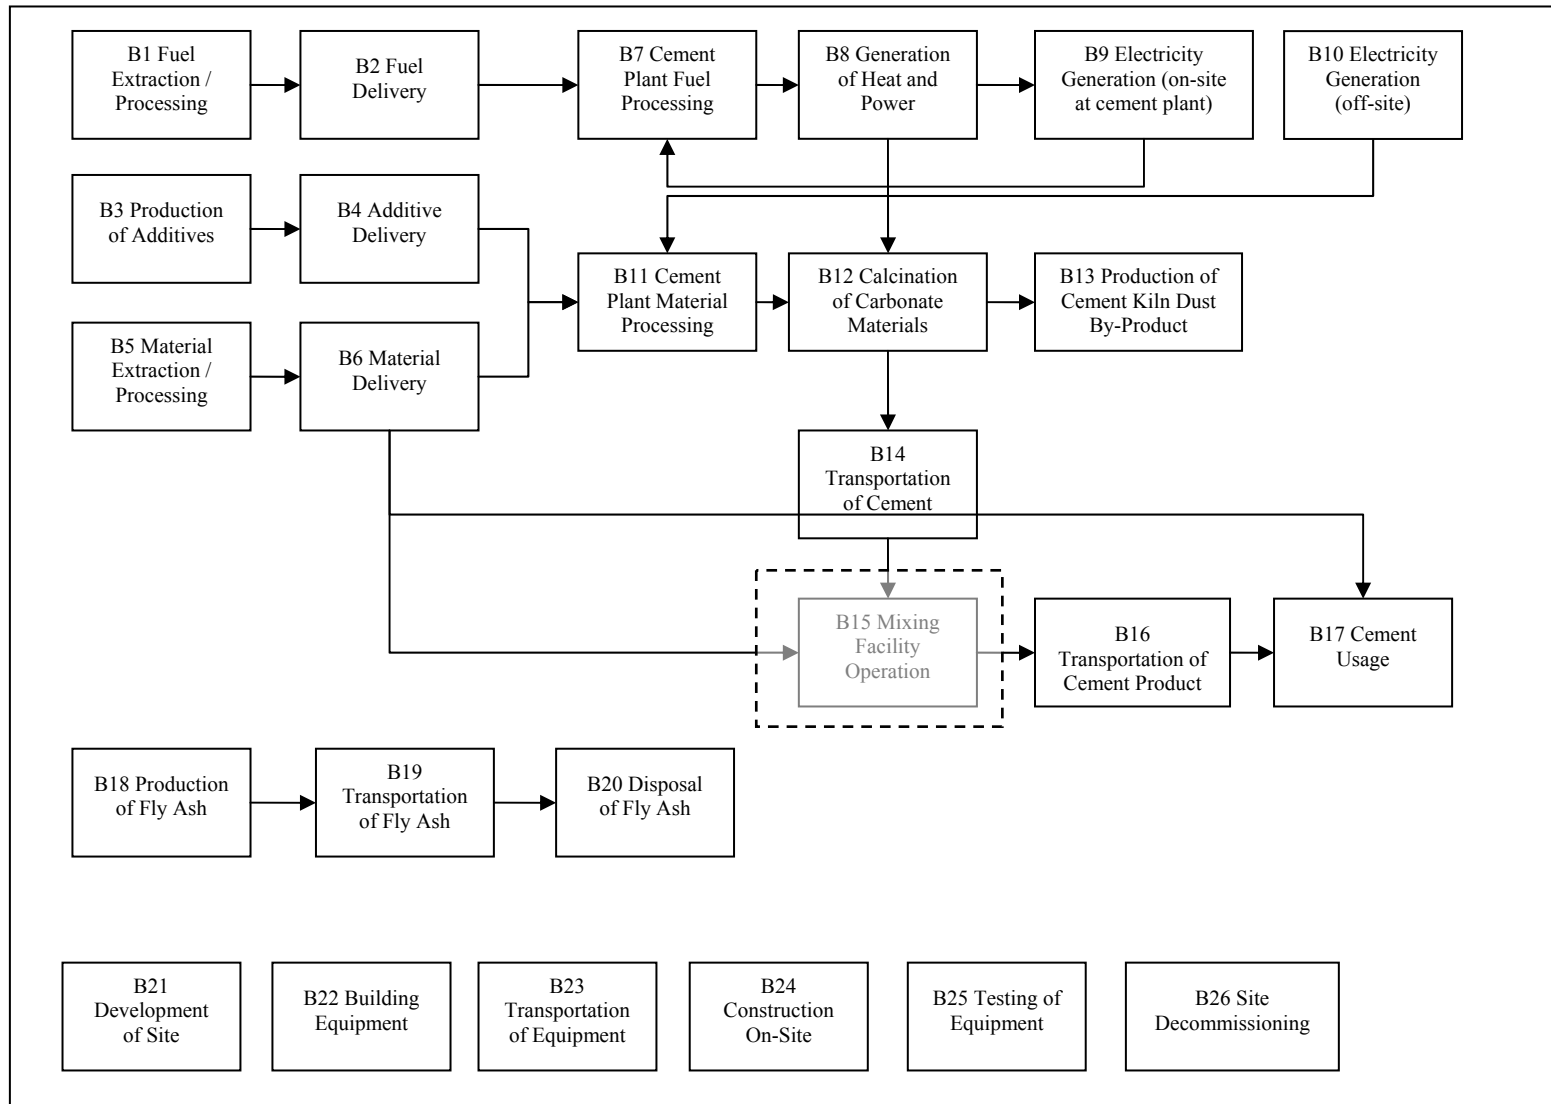 B1 Fuel
Extraction /
Processing
B2 Fuel
Delivery
B7 Cement
Plant Fuel
Processing
B8 Generation
of Heat and
Power
B9 Electricity
Generation (on-site
at cement plant)
B10 Electricity
Generation
(off-site)
B3 Production
of Additives
B4 Additive
Delivery
B11 Cement
Plant Material
Processing
B12 Calcination
of Carbonate
Materials
B13 Production of
Cement Kiln Dust
By-Product
B5 Material
Extraction /
Processing
B6 Material
Delivery
B14
Transportation
of Cement
B15 Mixing
Facility
Operation
B16
Transportation of
Cement Product
B17 Cement
Usage
B18 Production
of Fly Ash
B19
Transportation
of Fly Ash
B20 Disposal
of Fly Ash
B21
Development
of Site
B22 Building
Equipment
B23
Transportation
of Equipment
B24
Construction
On-Site
B25 Testing of
Equipment
B26 Site
Decommissioning